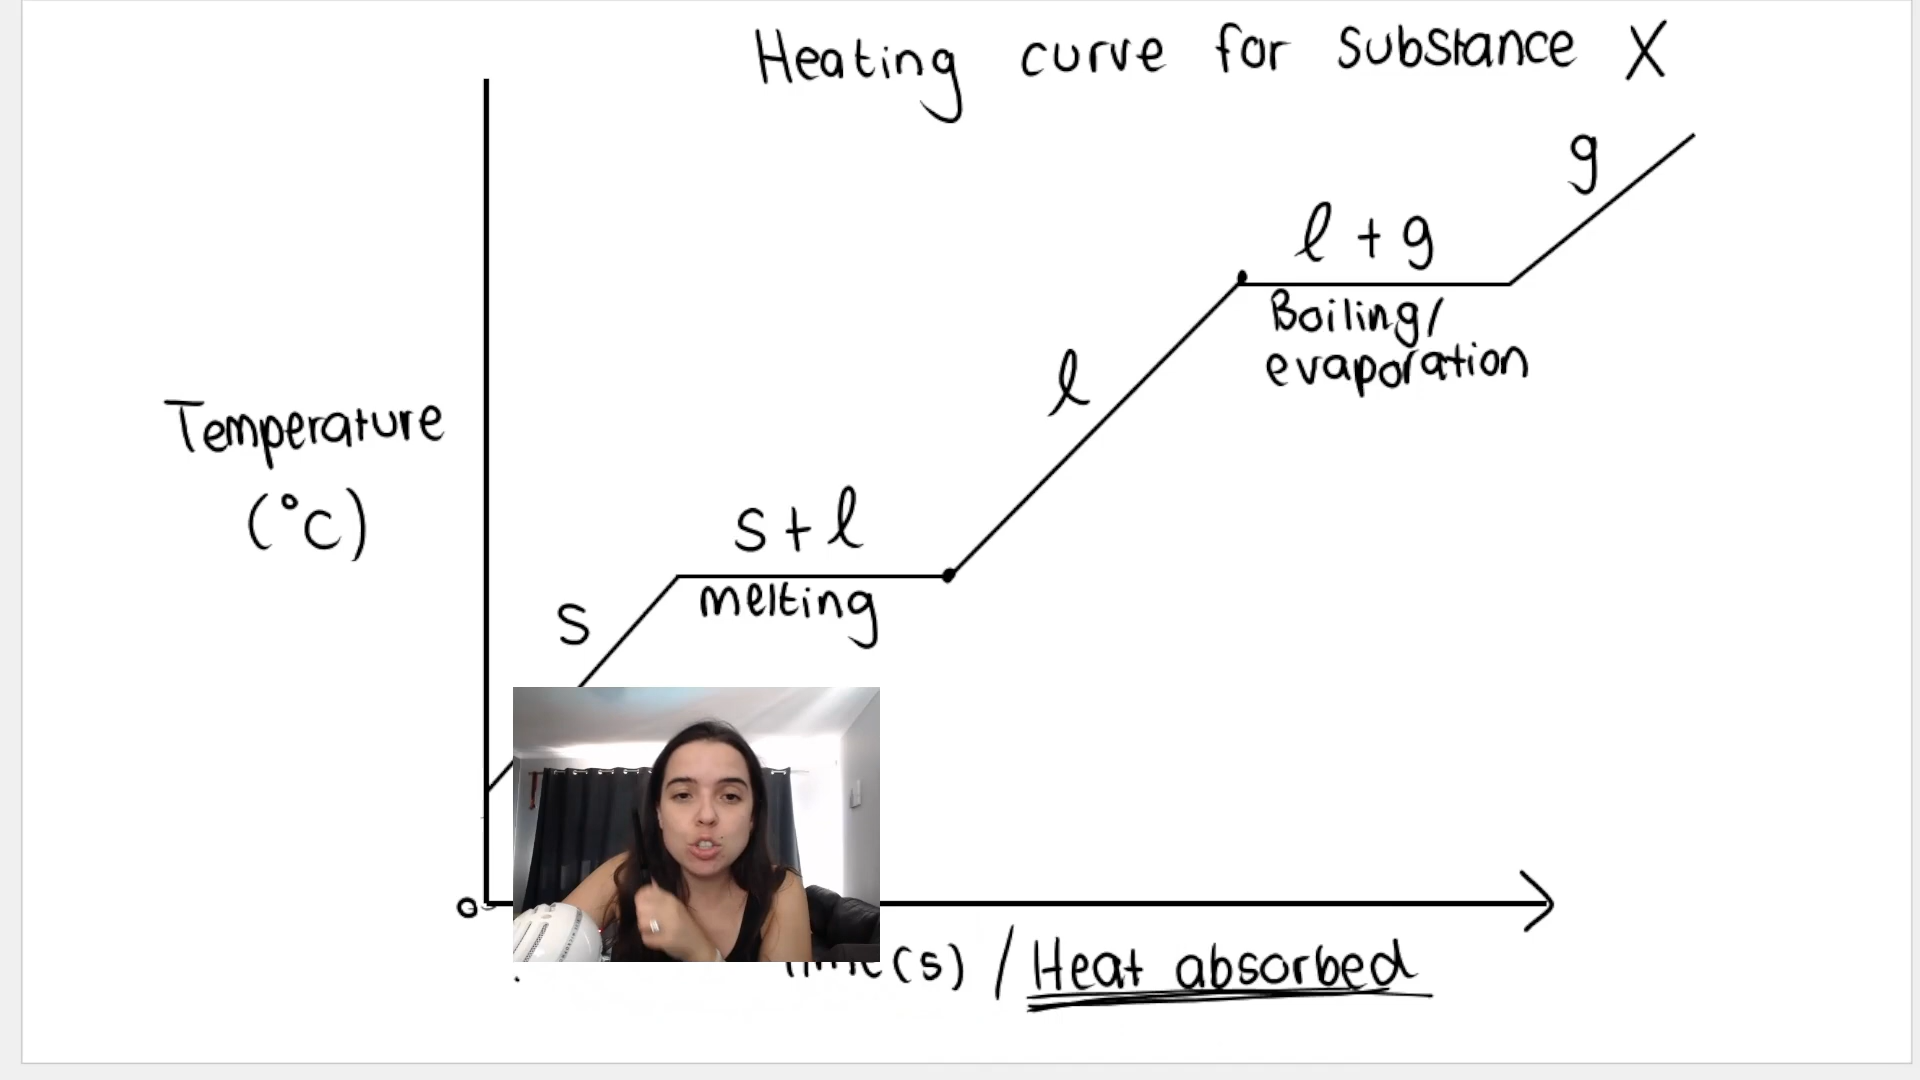 Heating curve for substance X
g
l + g
Boiling/
evaporation
l
Temperature
(°C)
s + l
melting
s
0
(s) / Heat absorbed